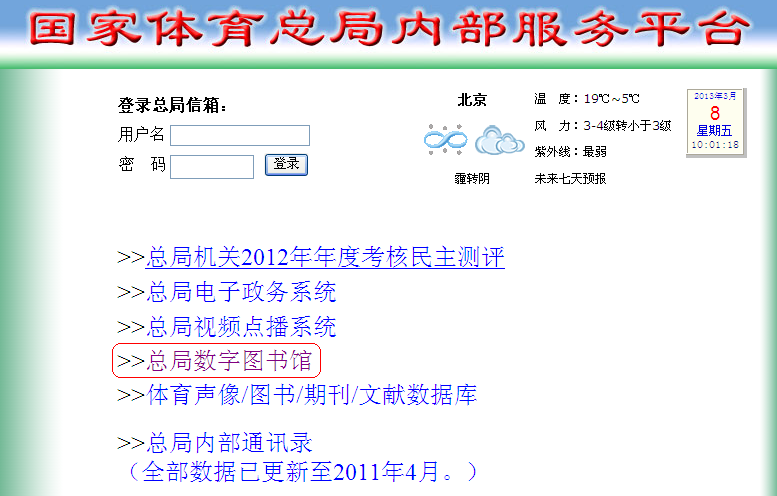 国家体育总局内部服务平台
登录总局信箱：
用户名
密 码 登录
北京
霾转阴
温 度：19℃~5℃
风 力：3-4级转小于3级
紫外线：最弱
未来七天预报
2013年3月
8
星期五
10:01:18
>>总局机关2012年年度考核民主测评
>>总局电子政务系统
>>总局视频点播系统
>>总局数字图书馆
>>体育声像/图书/期刊/文献数据库
>>总局内部通讯录
（全部数据已更新至2011年4月。）